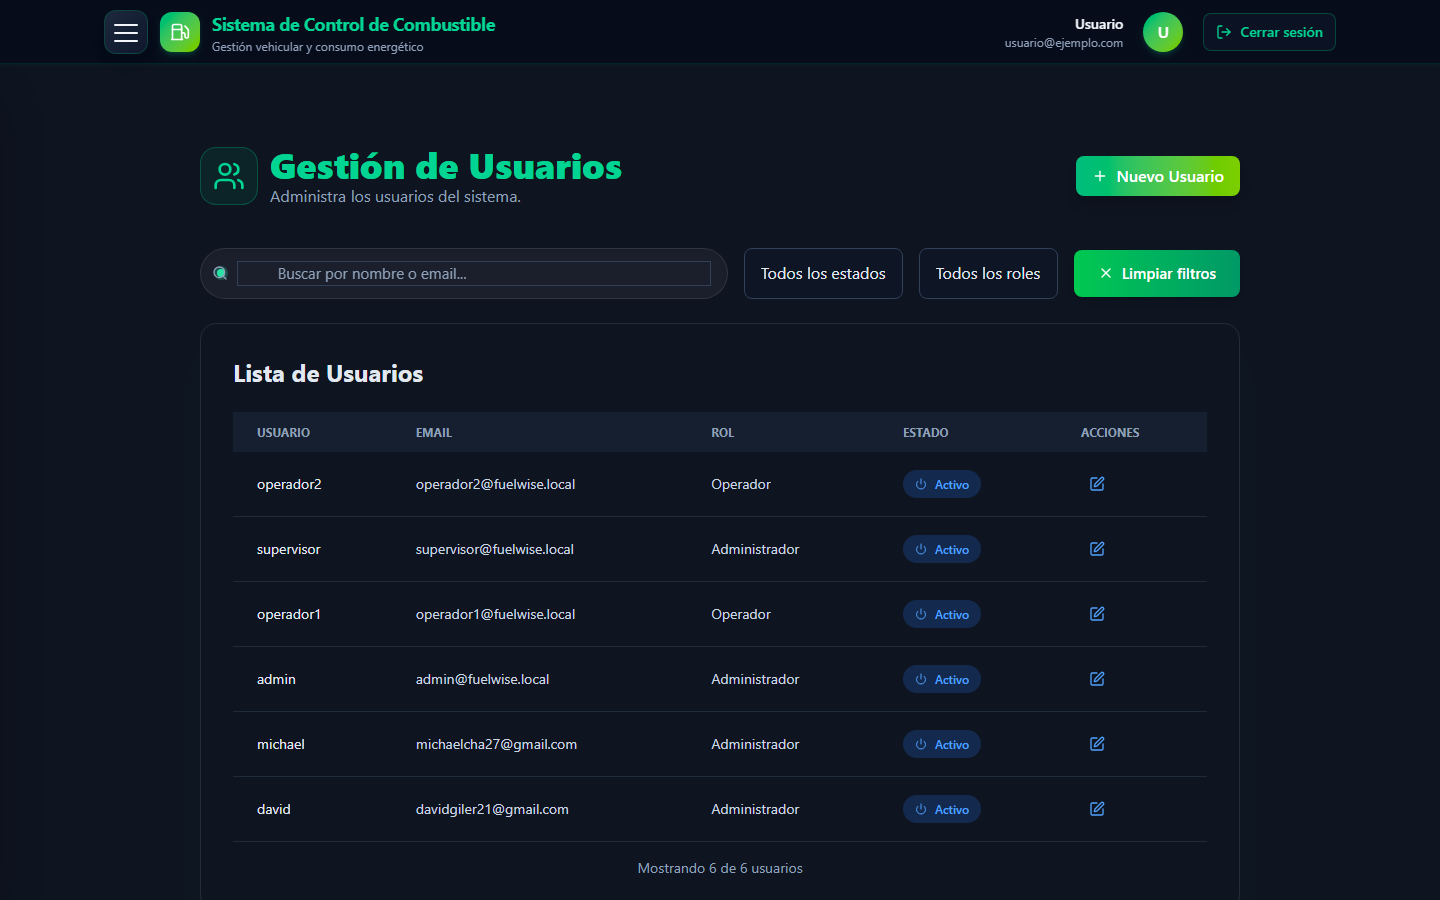 Sistema de Control de Combustible
Gestión vehicular y consumo energético
Usuario
usuario@ejemplo.com
U
Cerrar sesión
Gestión de Usuarios
Administra los usuarios del sistema.
Nuevo Usuario
Buscar por nombre o email...
Todos los estados
Todos los roles
Limpiar filtros
Lista de Usuarios
USUARIO EMAIL ROL ESTADO ACCIONES
operador2 operador2@fuelwise.local Operador Activo
supervisor supervisor@fuelwise.local Administrador Activo
operador1 operador1@fuelwise.local Operador Activo
admin admin@fuelwise.local Administrador Activo
michael michaelcha27@gmail.com Administrador Activo
david davidgiler21@gmail.com Administrador Activo
Mostrando 6 de 6 usuarios